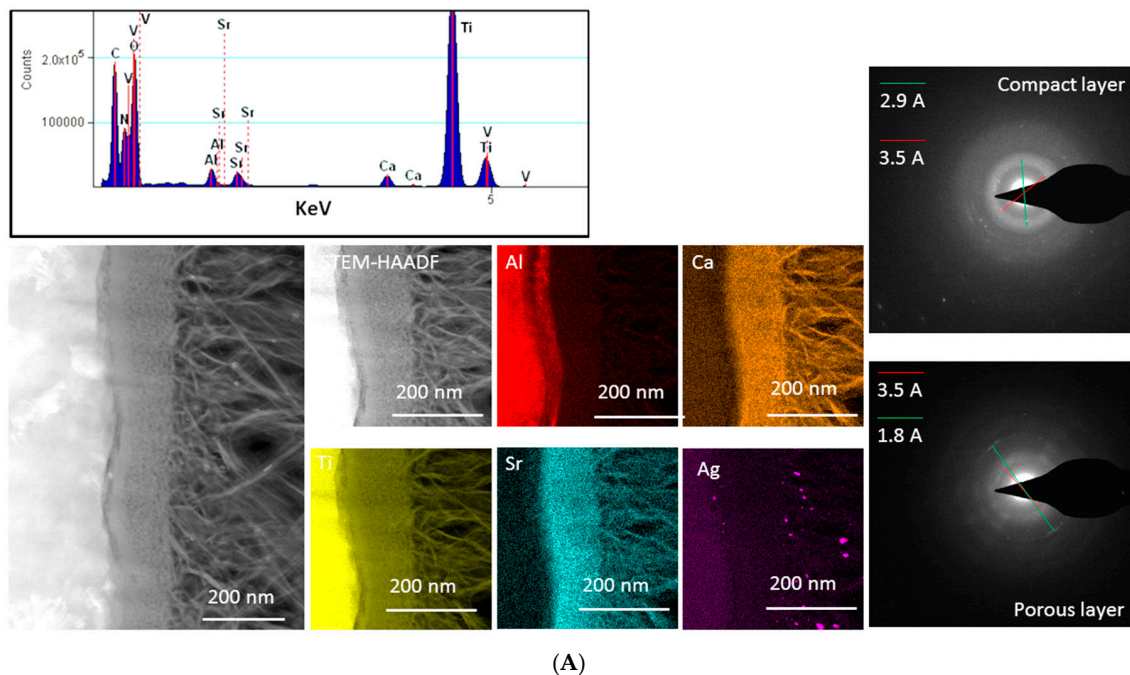 Counts
2.0x10⁵
100000
C
V
O
V
V
N
Sr
Sr
Sr
Al
Al
Sr
Sr
Ca
Ca
Ti
V
Ti
V
5
KeV
200 nm
STEM-HAADF
200 nm
Al
200 nm
Ca
200 nm
Ti
200 nm
Sr
200 nm
Ag
200 nm
Compact layer
2.9 A
3.5 A
3.5 A
1.8 A
Porous layer
(A)